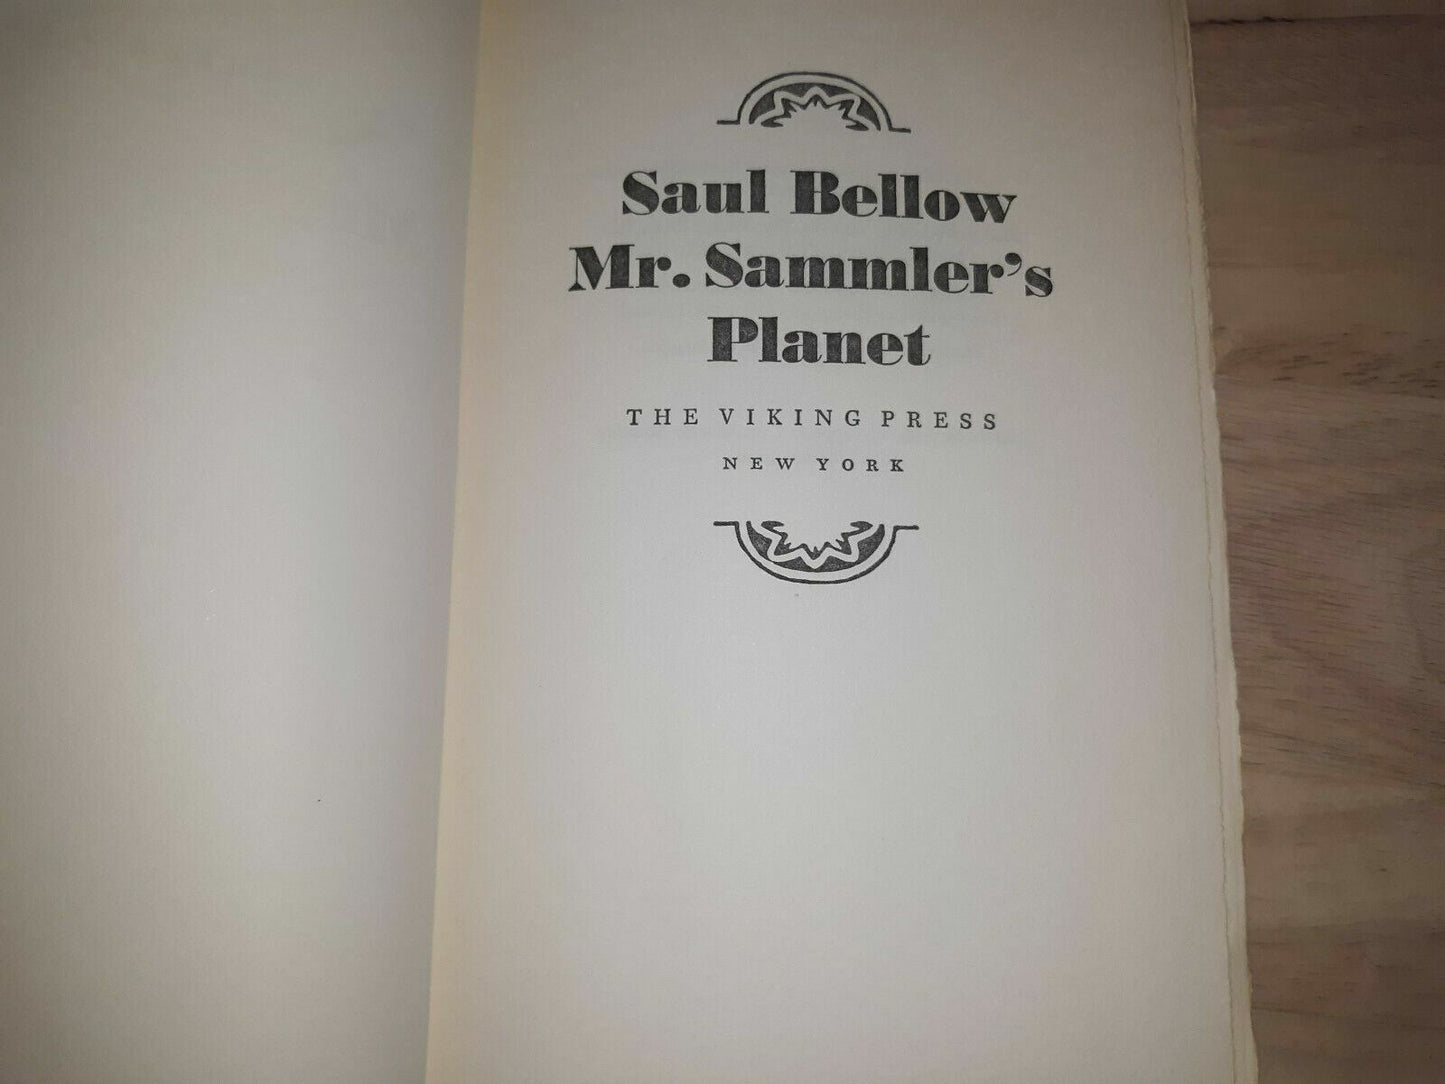 Saul Bellow
Mr. Sammler’s
Planet
THE VIKING PRESS
NEW YORK